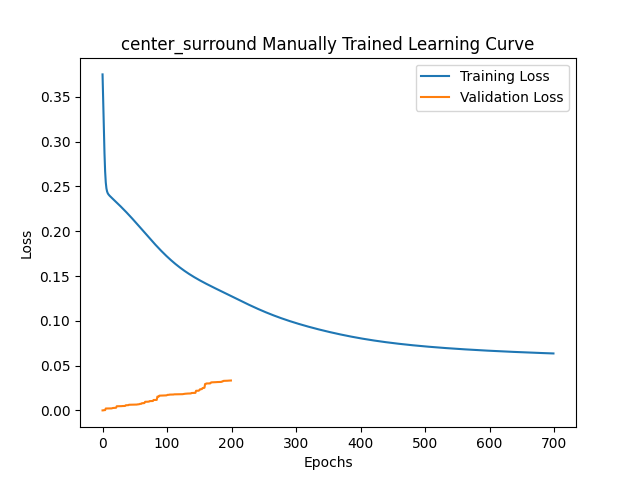 center_surround Manually Trained Learning Curve
Training Loss
Validation Loss
0.35
0.30
0.25
0.20
0.15
0.10
0.05
0.00
Loss
0 100 200 300 400 500 600 700
Epochs